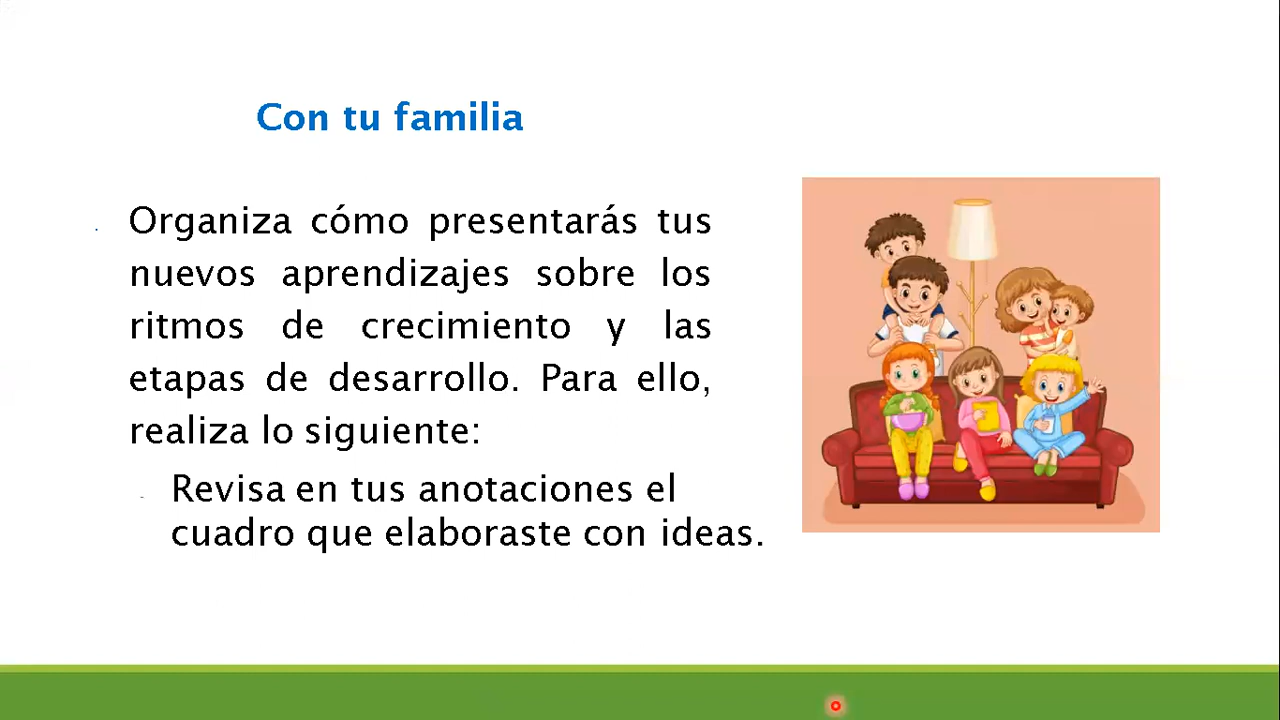 Con tu familia
Organiza cómo presentarás tus
nuevos aprendizajes sobre los
ritmos de crecimiento y las
etapas de desarrollo. Para ello,
realiza lo siguiente:
Revisa en tus anotaciones el
cuadro que elaboraste con ideas.